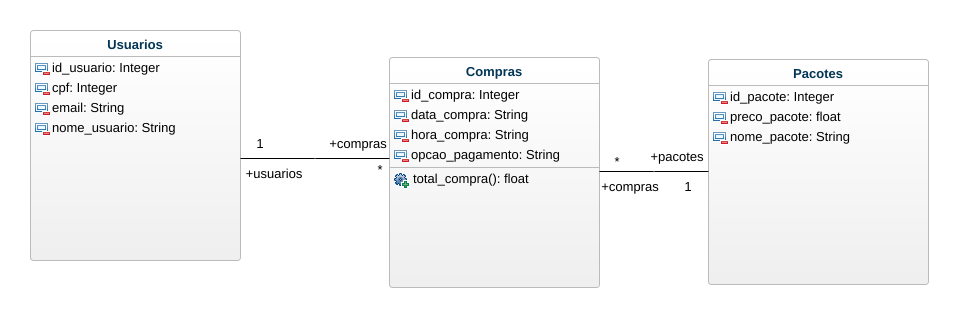 Usuarios
id_usuario: Integer
cpf: Integer
email: String
nome_usuario: String
1
+compras
+usuarios
*
Compras
id_compra: Integer
data_compra: String
hora_compra: String
opcao_pagamento: String
total_compra(): float
*
+pacotes
+compras
1
Pacotes
id_pacote: Integer
preco_pacote: float
nome_pacote: String